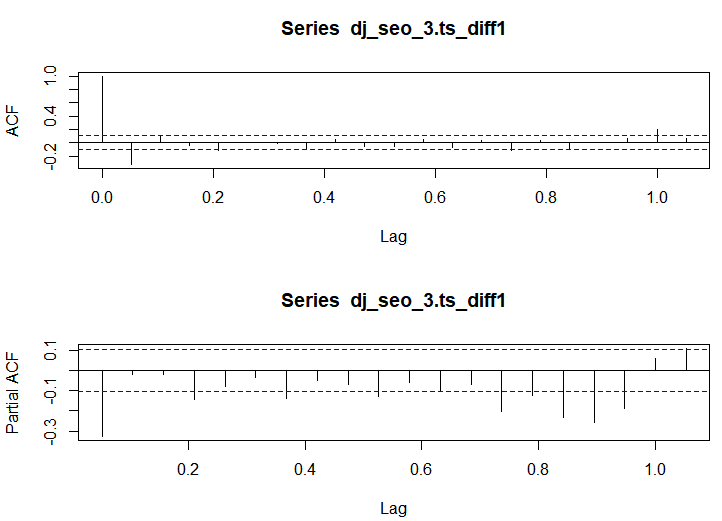 Series dj_seo_3.ts_diff1
ACF
1.0
0.4
-0.2
0.0 0.2 0.4 0.6 0.8 1.0
Lag
Series dj_seo_3.ts_diff1
Partial ACF
0.1
-0.1
-0.3
0.2 0.4 0.6 0.8 1.0
Lag